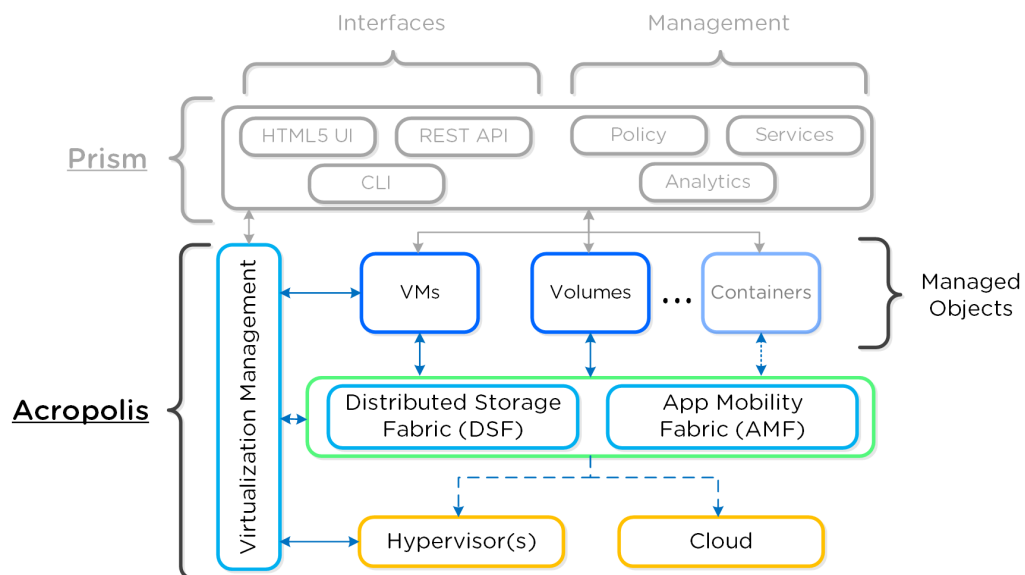 Interfaces
Management
HTML5 UI
REST API
Policy
Services
Prism
CLI
Analytics
Virtualization Management
VMs
Volumes
...
Containers
Managed
Objects
Acropolis
Distributed Storage
Fabric (DSF)
App Mobility
Fabric (AMF)
Hypervisor(s)
Cloud